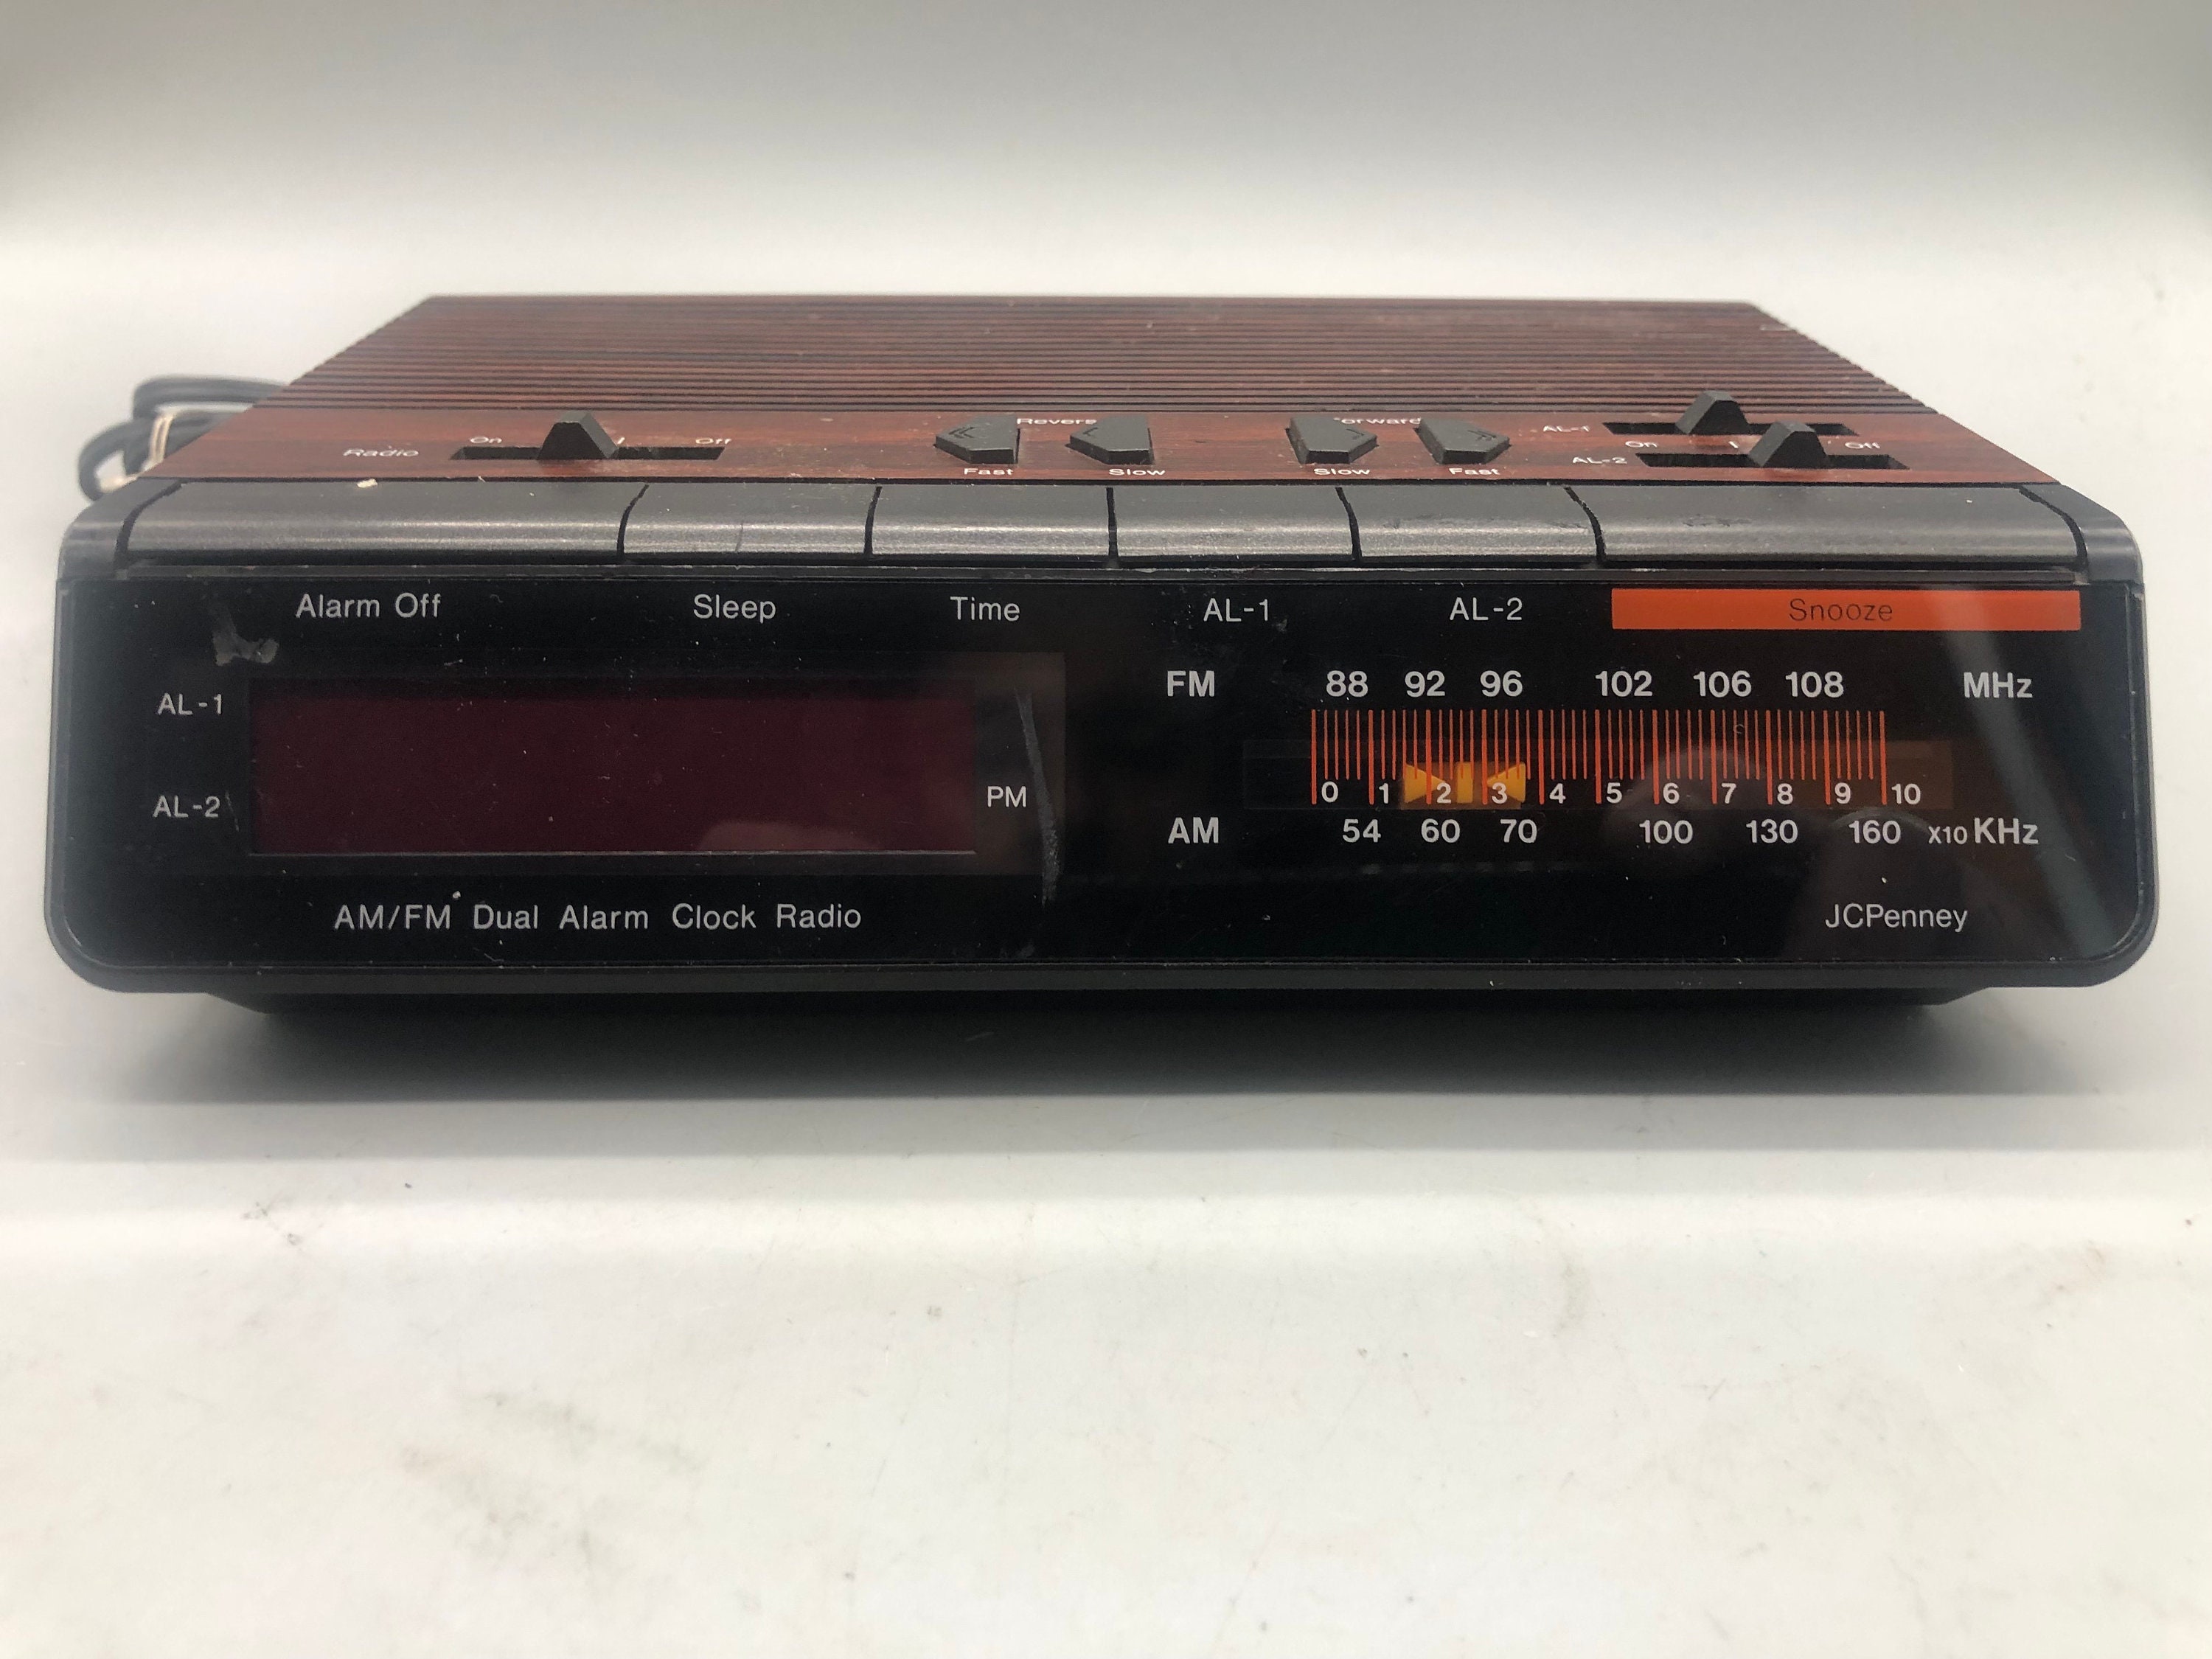 Radio On Off
Revers
Fast Slow
orward
Slow Fast
AL-1
On Off
AL-2
Alarm Off Sleep Time AL-1 AL-2 Snooze
AL-1
AL-2
PM
FM 88 92 96 102 106 108 MHz
0 1 2 3 4 5 6 7 8 9 10
AM 54 60 70 100 130 160 X10 KHz
AM/FM Dual Alarm Clock Radio
JCPenney